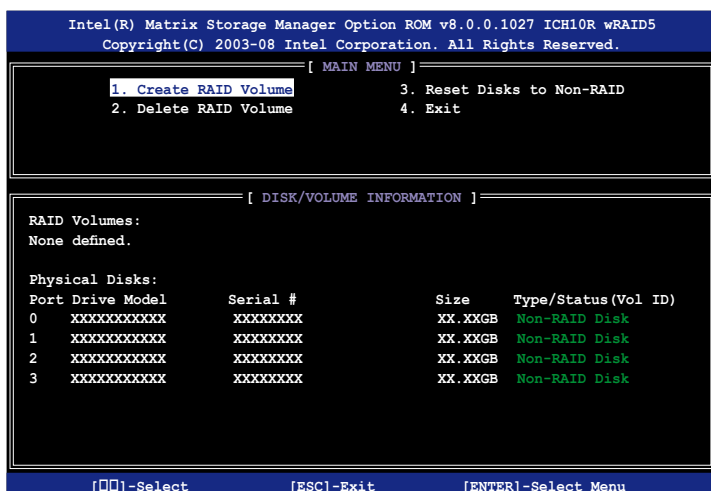 Intel(R) Matrix Storage Manager Option ROM v8.0.0.1027 ICH10R wRAID5
Copyright(C) 2003-08 Intel Corporation. All Rights Reserved.
[ MAIN MENU ]
1. Create RAID Volume 3. Reset Disks to Non-RAID
2. Delete RAID Volume 4. Exit
[ DISK/VOLUME INFORMATION ]
RAID Volumes:
None defined.
Physical Disks:
Port Drive Model Serial # Size Type/Status(Vol ID)
0 XXXXXXXXXXX XXXXXXXX XX.XXGB Non-RAID Disk
1 XXXXXXXXXXX XXXXXXXX XX.XXGB Non-RAID Disk
2 XXXXXXXXXXX XXXXXXXX XX.XXGB Non-RAID Disk
3 XXXXXXXXXXX XXXXXXXX XX.XXGB Non-RAID Disk
[▯▯]-Select [ESC]-Exit [ENTER]-Select Menu